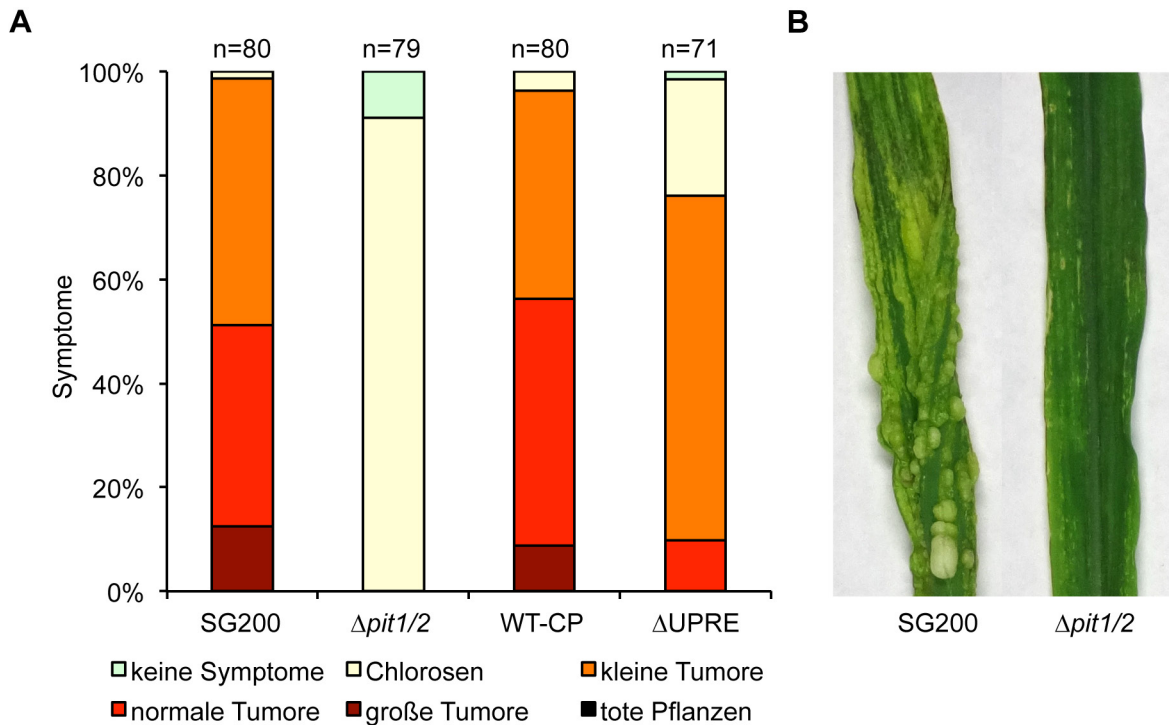 A
B
n=80 n=79 n=80 n=71
100%
80%
60%
40%
20%
0%
Symptome
SG200 Δpit1/2 WT-CP ΔUPRE
SG200 Δpit1/2
keine Symptome Chlorosen kleine Tumore
normale Tumore große Tumore tote Pflanzen